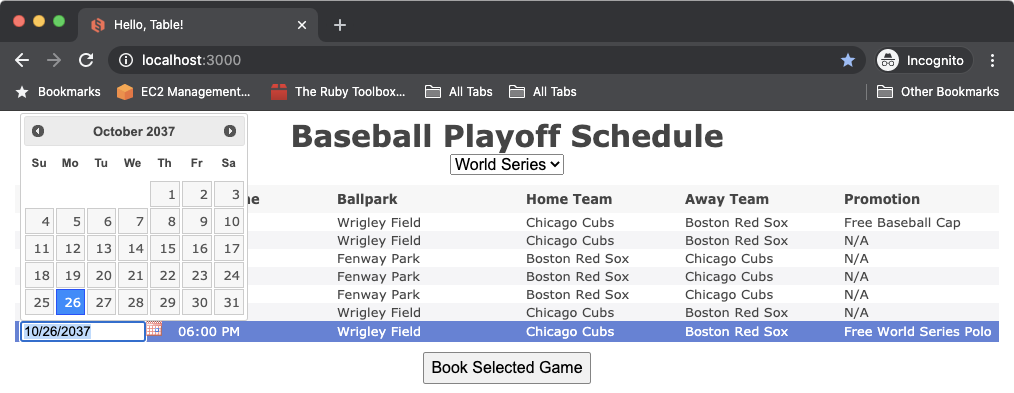 Hello, Table!
localhost:3000
Incognito
Bookmarks EC2 Management... The Ruby Toolbox... All Tabs All Tabs Other Bookmarks
October 2037
Su Mo Tu We Th Fr Sa
1 2 3
4 5 6 7 8 9 10
11 12 13 14 15 16 17
18 19 20 21 22 23 24
25 26 27 28 29 30 31
Baseball Playoff Schedule
World Series
Ballpark Home Team Away Team Promotion
Wrigley Field Chicago Cubs Boston Red Sox Free Baseball Cap
Wrigley Field Chicago Cubs Boston Red Sox N/A
Fenway Park Boston Red Sox Chicago Cubs N/A
Fenway Park Boston Red Sox Chicago Cubs N/A
Fenway Park Boston Red Sox Chicago Cubs N/A
Wrigley Field Chicago Cubs Boston Red Sox N/A
10/26/2037 06:00 PM Wrigley Field Chicago Cubs Boston Red Sox Free World Series Polo
Book Selected Game